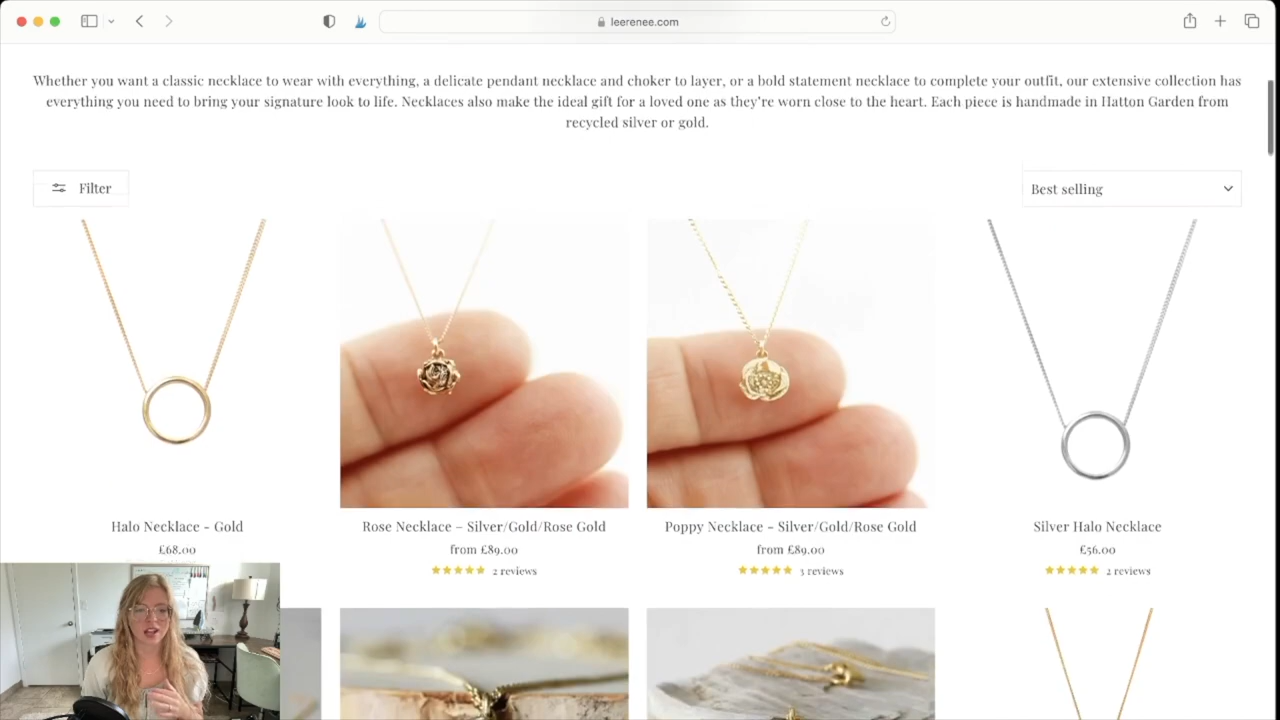 leerenee.com
Whether you want a classic necklace to wear with everything, a delicate pendant necklace and choker to layer, or a bold statement necklace to complete your outfit, our extensive collection has
everything you need to bring your signature look to life. Necklaces also make the ideal gift for a loved one as they're worn close to the heart. Each piece is handmade in Hatton Garden from
recycled silver or gold.
Filter
Best selling
Halo Necklace - Gold
£68.00
Rose Necklace – Silver/Gold/Rose Gold
from £89.00
2 reviews
Poppy Necklace - Silver/Gold/Rose Gold
from £89.00
3 reviews
Silver Halo Necklace
£56.00
2 reviews